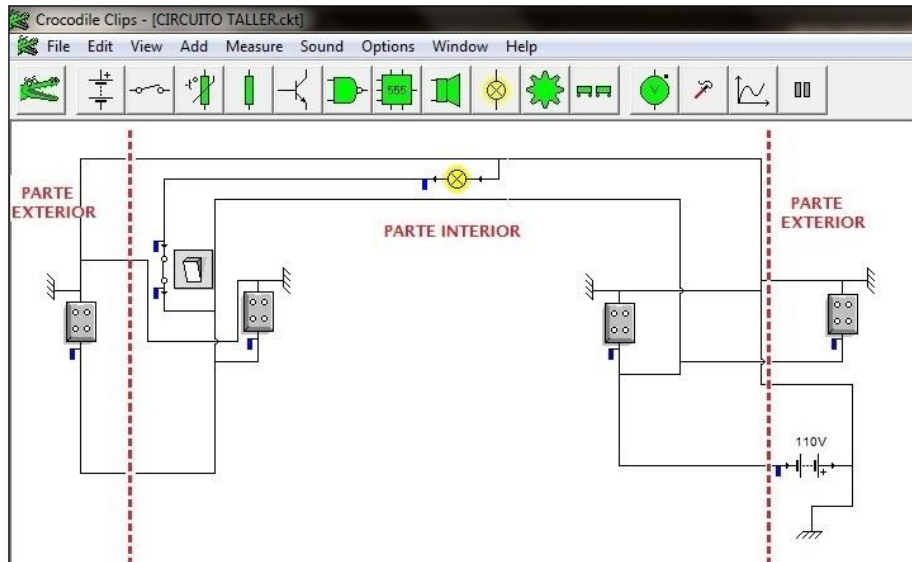 Crocodile Clips - [CIRCUITO TALLER.ckt]
File Edit View Add Measure Sound Options Window Help
+
-t°
555
V
PARTE
EXTERIOR
PARTE INTERIOR
PARTE
EXTERIOR
110V
+